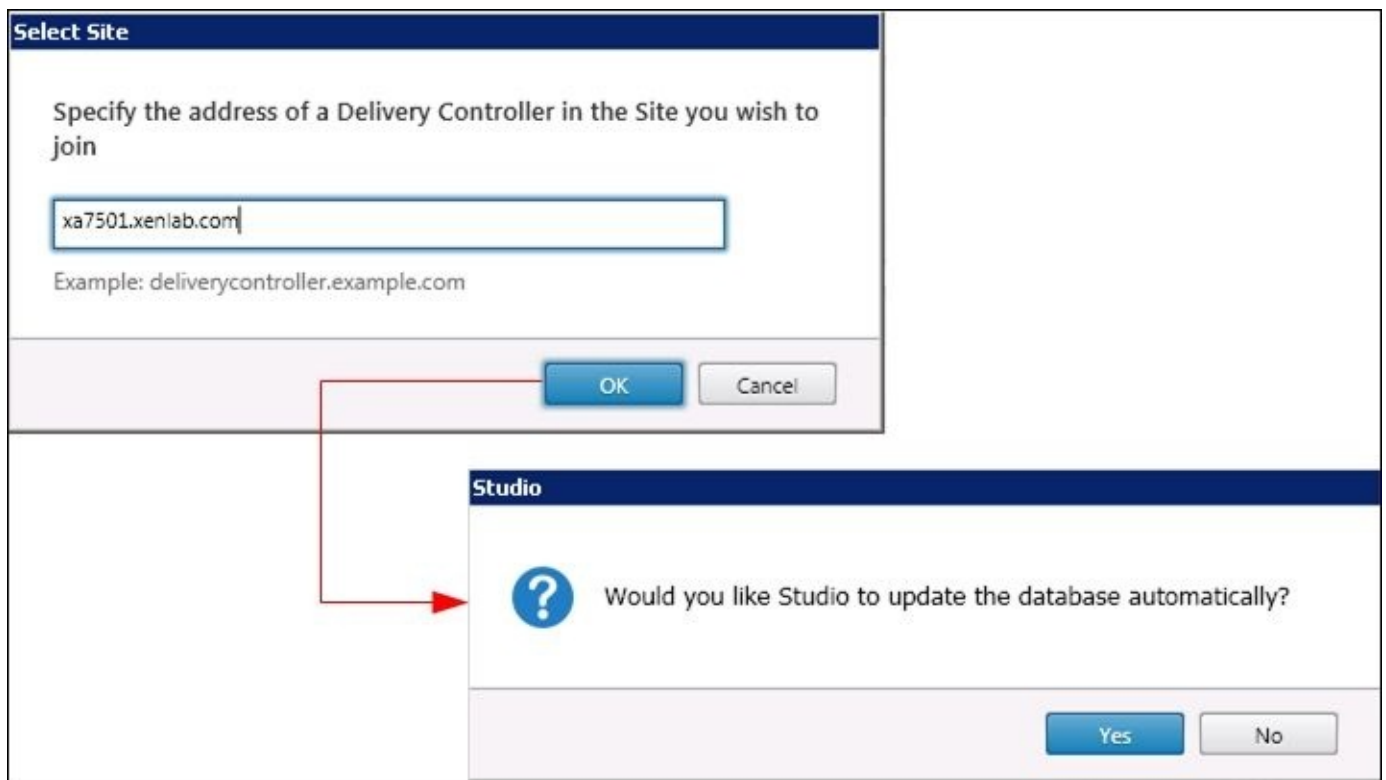 Select Site
Specify the address of a Delivery Controller in the Site you wish to
join
xa7501.xenlab.com
Example: deliverycontroller.example.com
OK
Cancel
Studio
Would you like Studio to update the database automatically?
Yes
No